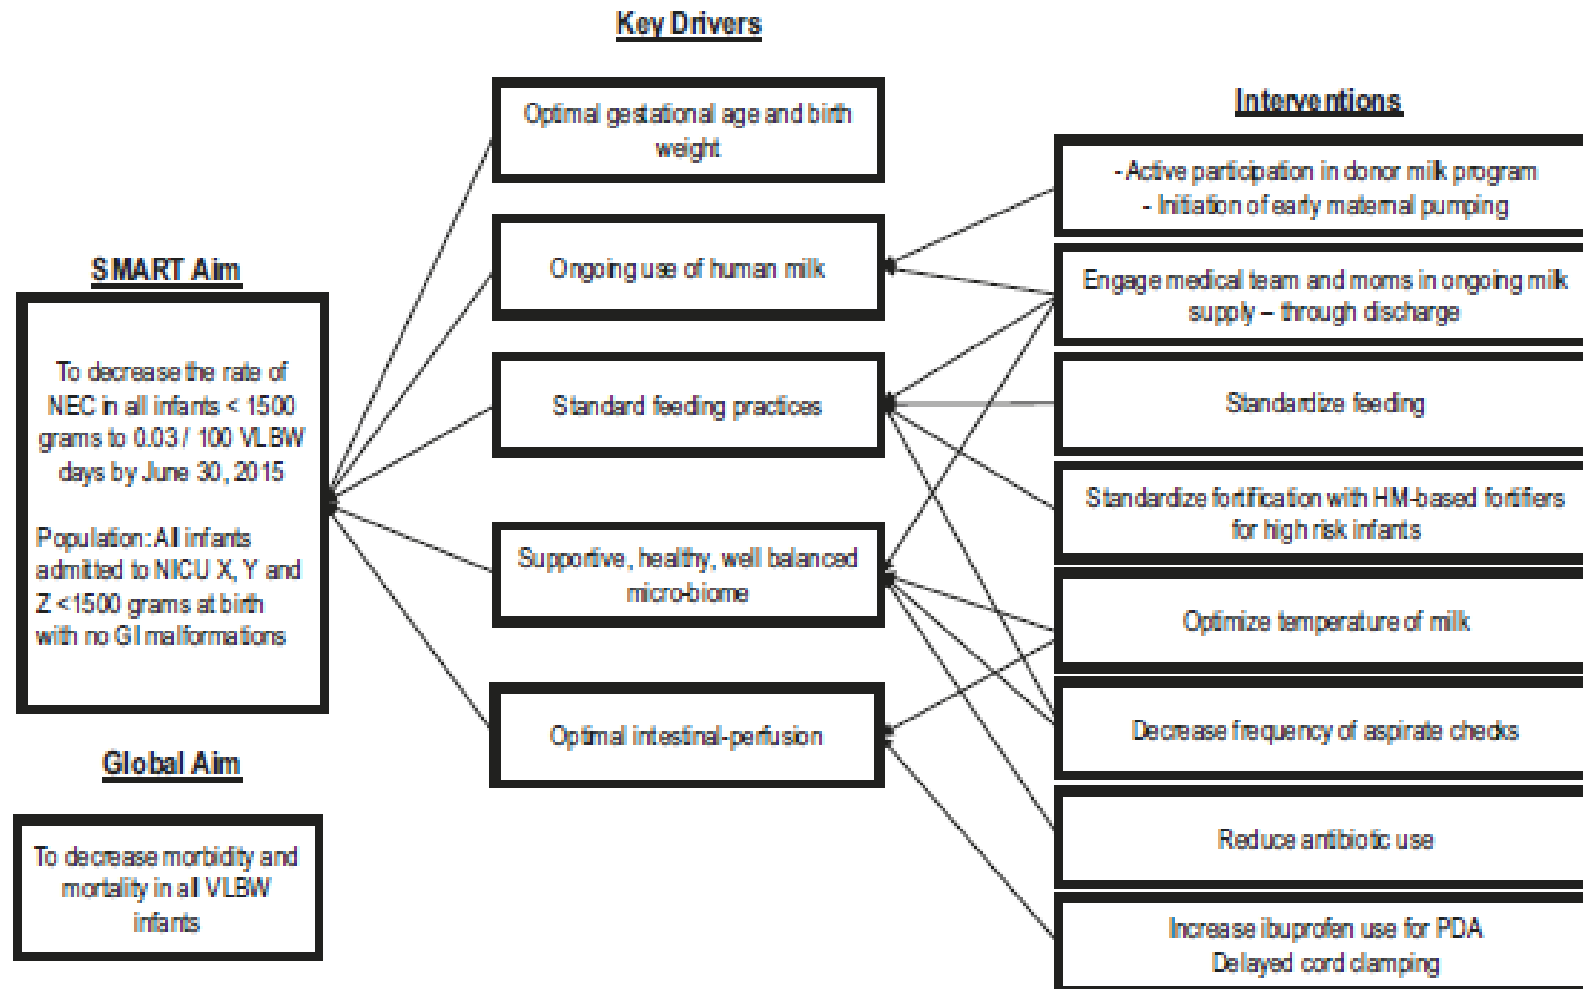 Key Drivers
Optimal gestational age and birth
weight
Ongoing use of human milk
Standard feeding practices
Supportive, healthy, well balanced
micro-biome
Optimal intestinal-perfusion
Interventions
- Active participation in donor milk program
- Initiation of early maternal pumping
Engage medical team and moms in ongoing milk
supply – through discharge
Standardize feeding
Standardize fortification with HM-based fortifiers
for high risk infants
Optimize temperature of milk
Decrease frequency of aspirate checks
Reduce antibiotic use
Increase ibuprofen use for PDA
Delayed cord clamping
SMART Aim
To decrease the rate of
NEC in all infants < 1500
grams to 0.03 / 100 VLBW
days by June 30, 2015
Population: All infants
admitted to NICU X, Y and
Z <1500 grams at birth
with no GI malformations
Global Aim
To decrease morbidity and
mortality in all VLBW
infants